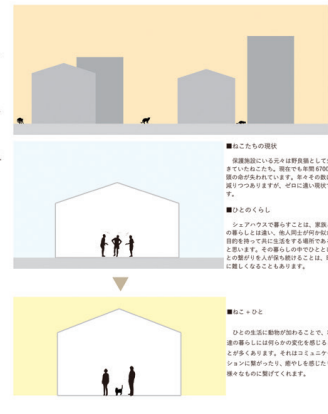 ■ねこたちの現状
保護施設にいる元々は野良猫として生
きていたねこたち。現在でも年間6700
頭の命が失われています。年々その数は
減りつつありますが、ゼロに遠い現状で
す。
■ひとのくらし
シェアハウスで暮らすことは、家族と
の暮らしとは違い、他人同士が何か似た
目的を持って共に生活をする場所である
と思います。その暮らしの中でひととひ
との繋がりを人が保ち続けることは、時
に難しくなることもあります。
■ねこ+ひと
ひとの生活に動物が加わることで、私
達の暮らしには何らかの変化を感じるこ
とが多くあります。それはコミュニケー
ションに繋がったり、癒やしを感じたり
様々なものに繋げてくれます。